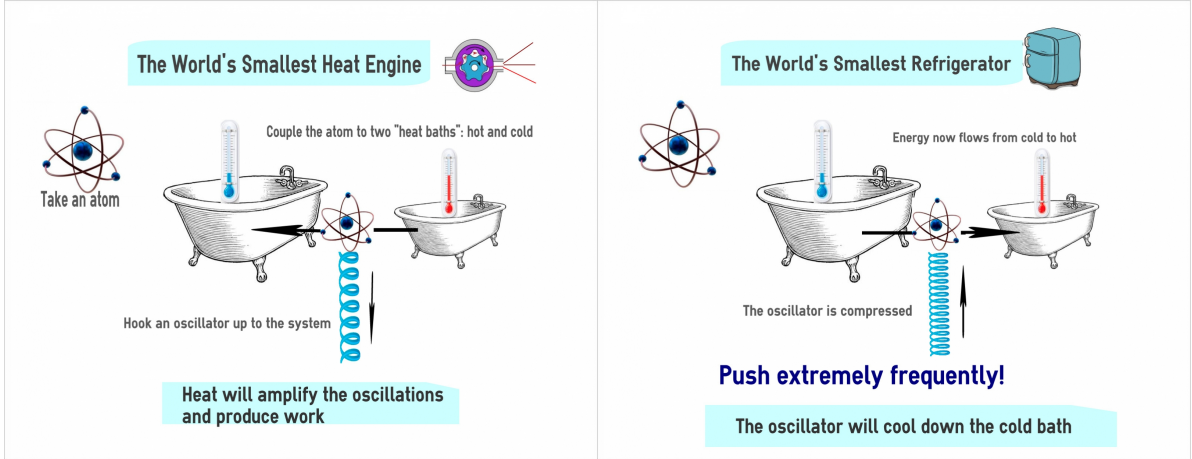 The World's Smallest Heat Engine
Couple the atom to two "heat baths": hot and cold
Take an atom
Hook an oscillator up to the system
Heat will amplify the oscillations
and produce work
The World's Smallest Refrigerator
Energy now flows from cold to hot
The oscillator is compressed
Push extremely frequently!
The oscillator will cool down the cold bath